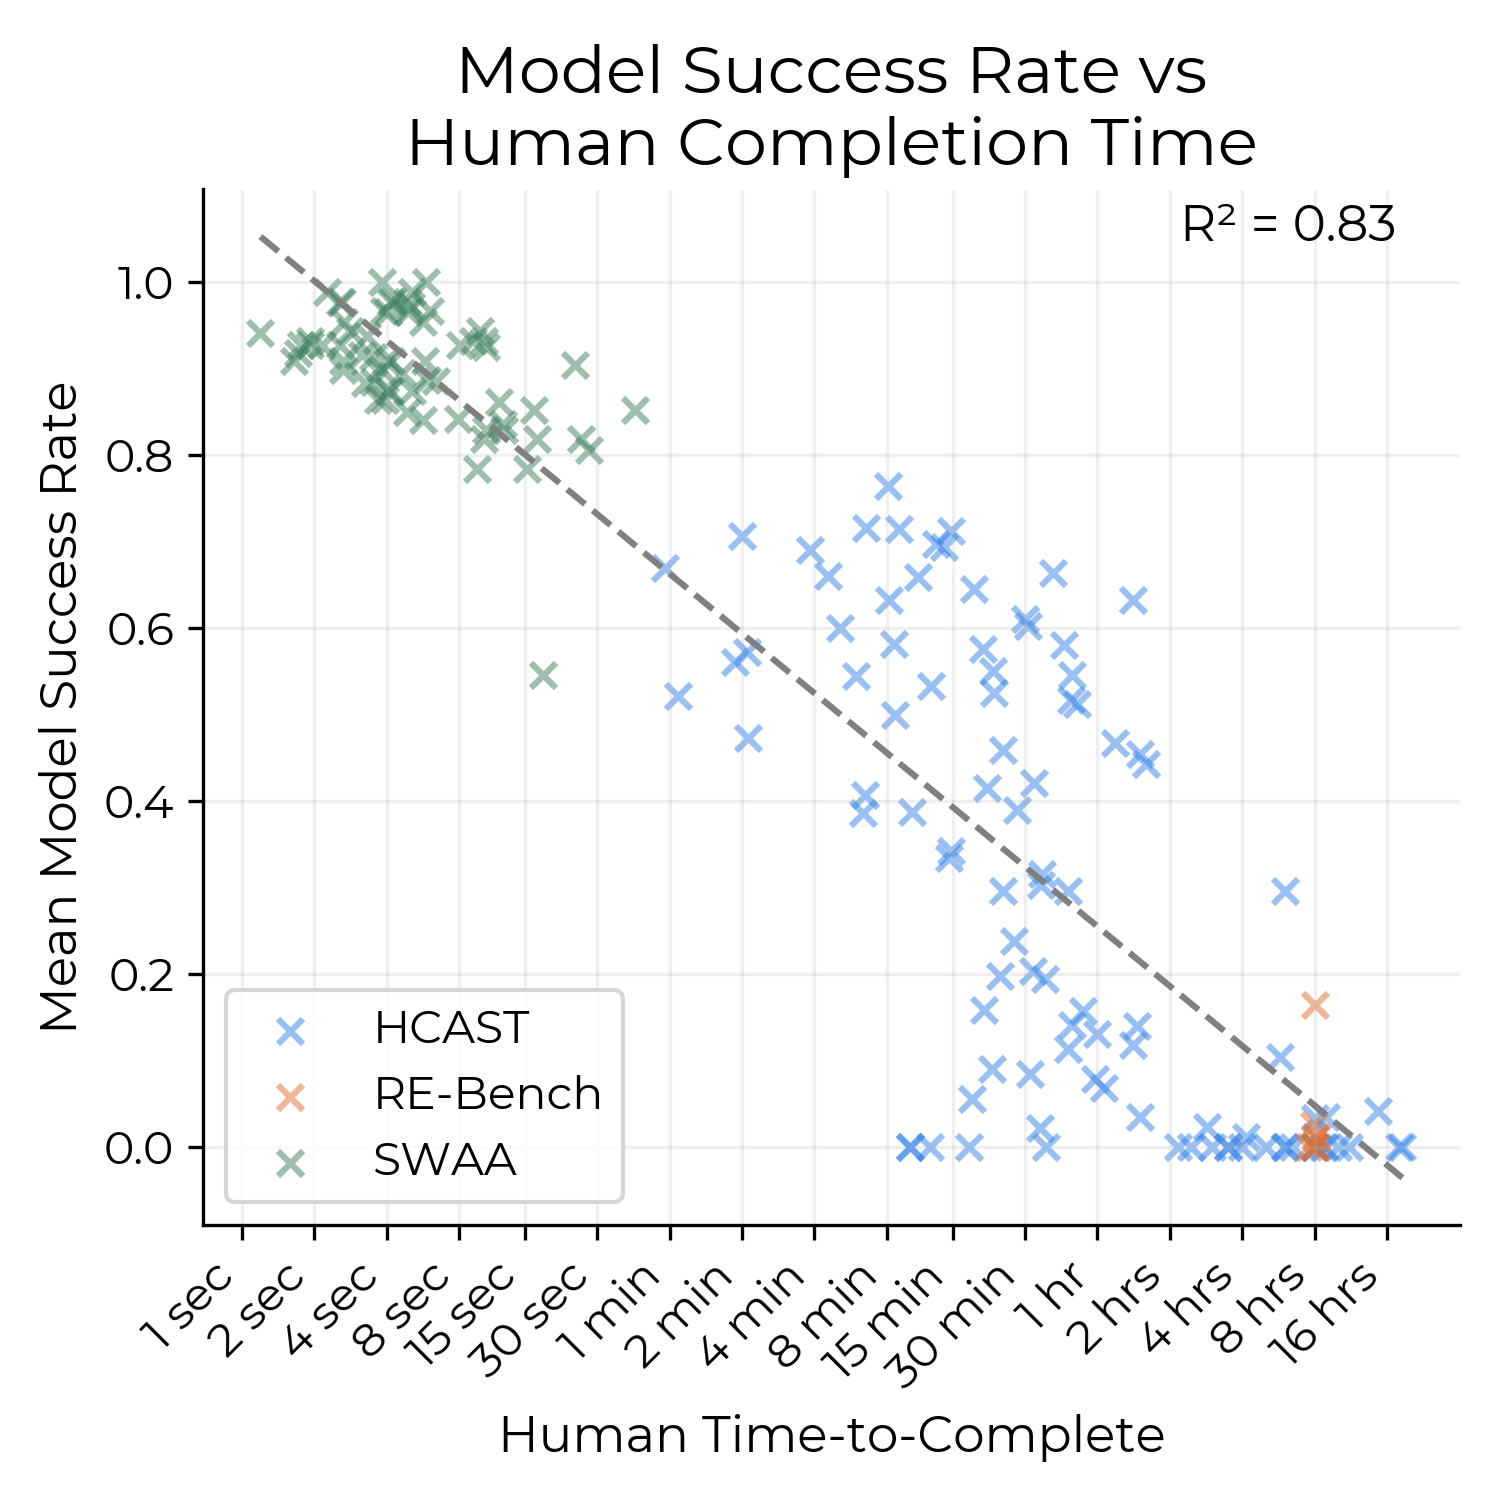 Model Success Rate vs
Human Completion Time
R² = 0.83
Mean Model Success Rate
1.0
0.8
0.6
0.4
0.2
0.0
HCAST
RE-Bench
SWAA
1 sec
2 sec
4 sec
8 sec
15 sec
30 sec
1 min
2 min
4 min
8 min
15 min
30 min
1 hr
2 hrs
4 hrs
8 hrs
16 hrs
Human Time-to-Complete